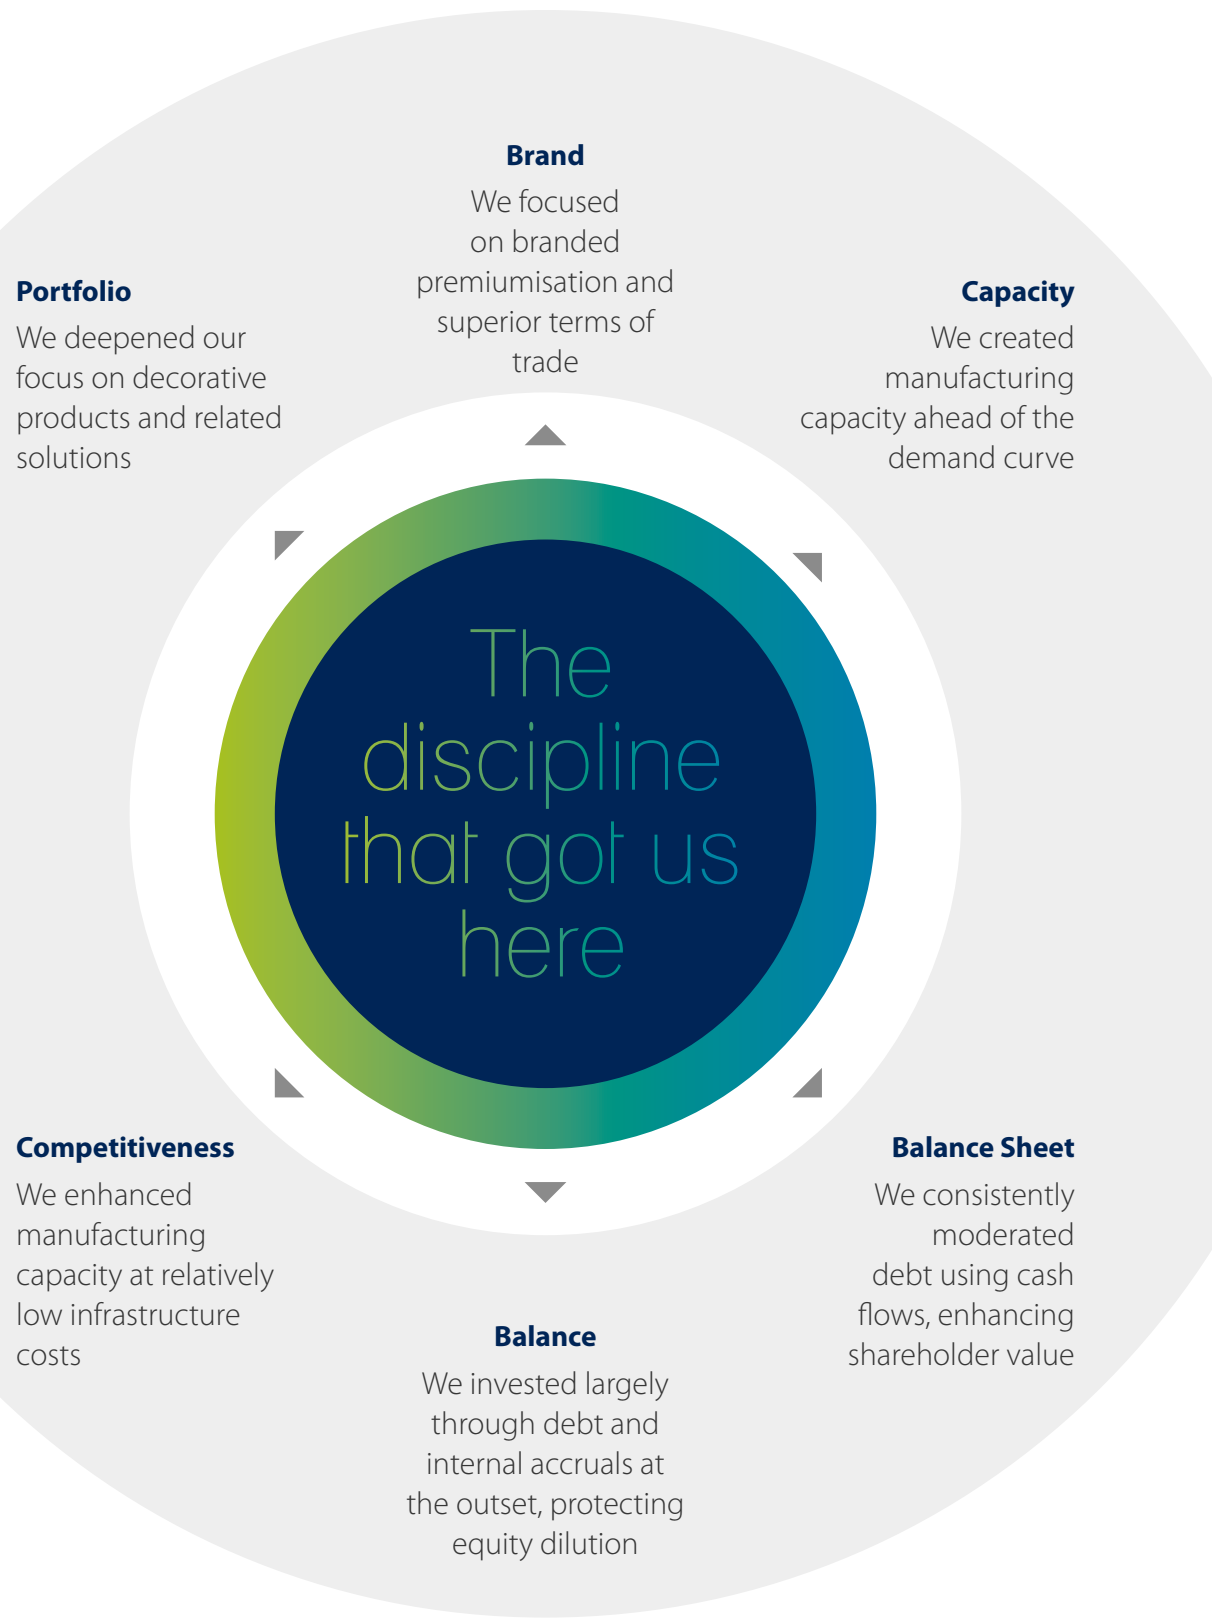 Brand
We focused
on branded
premiumisation and
superior terms of
trade
Portfolio
We deepened our
focus on decorative
products and related
solutions
Capacity
We created
manufacturing
capacity ahead of the
demand curve
The
discipline
that got us
here
Competitiveness
We enhanced
manufacturing
capacity at relatively
low infrastructure
costs
Balance Sheet
We consistently
moderated
debt using cash
flows, enhancing
shareholder value
Balance
We invested largely
through debt and
internal accruals at
the outset, protecting
equity dilution